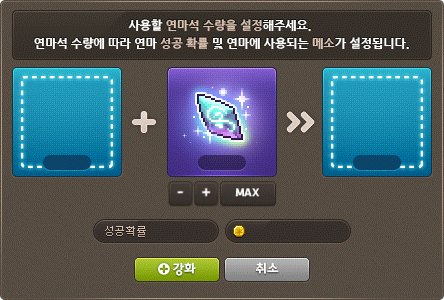 사용할 연마석 수량을 설정해주세요.
연마석 수량에 따라 연마 성공 확률 및 연마에 사용되는 메소가 설정됩니다.
- + MAX
성공확률
강화 취소